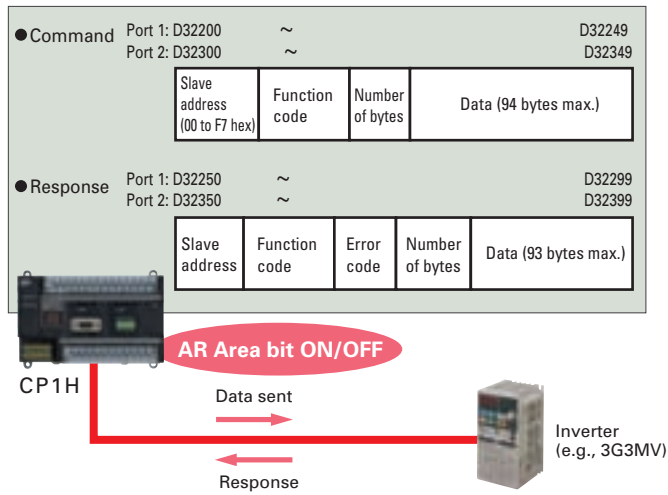 ● Command Port 1: D32200 ~ D32249
Port 2: D32300 ~ D32349
Slave address (00 to F7 hex)
Function code
Number of bytes
Data (94 bytes max.)
● Response Port 1: D32250 ~ D32299
Port 2: D32350 ~ D32399
Slave address
Function code
Error code
Number of bytes
Data (93 bytes max.)
AR Area bit ON/OFF
CP1H
Data sent
Inverter
(e.g., 3G3MV)
Response